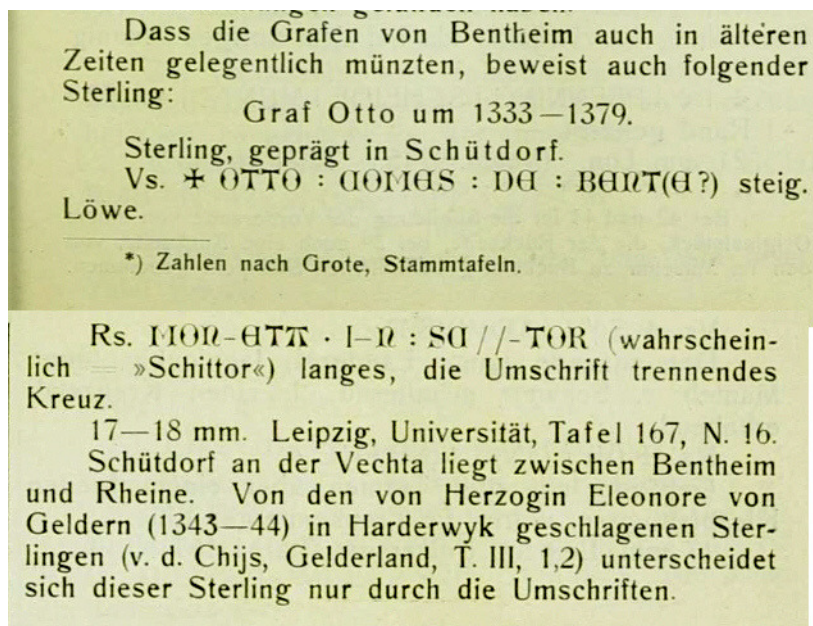 Dass die Grafen von Bentheim auch in älteren
Zeiten gelegentlich münzten, beweist auch folgender
Sterling:
Graf Otto um 1333—1379.
Sterling, geprägt in Schütdorf.
Vs. ✠ OTTO : COMES : DE : BENT(E?) steig.
Löwe.
*) Zahlen nach Grote, Stammtafeln.
Rs. MON-ETA · I-N : SC//-TOR (wahrschein-
lich »Schittor«) langes, die Umschrift trennendes
Kreuz.
17—18 mm. Leipzig, Universität, Tafel 167, N. 16.
Schütdorf an der Vechta liegt zwischen Bentheim
und Rheine. Von den von Herzogin Eleonore von
Geldern (1343—44) in Harderwyk geschlagenen Ster-
lingen (v. d. Chijs, Gelderland, T. III, 1,2) unterscheidet
sich dieser Sterling nur durch die Umschriften.